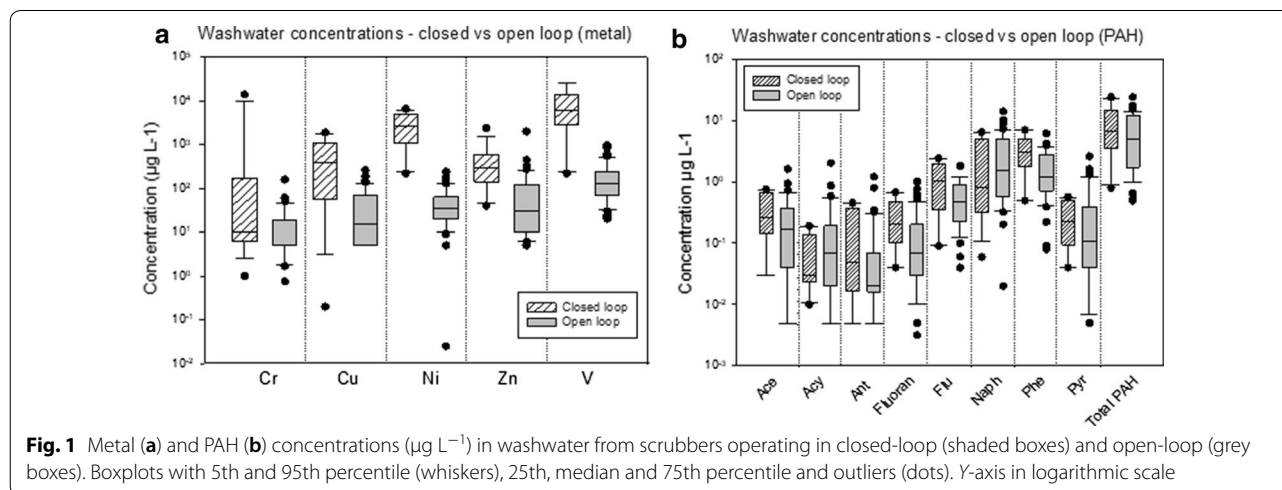 a Washwater concentrations - closed vs open loop (metal)
Concentration (µg L-1)
10⁵
10⁴
10³
10²
10¹
10⁰
10⁻¹
10⁻²
Closed loop
Open loop
Cr Cu Ni Zn V
b Washwater concentrations - closed vs open loop (PAH)
Concentration µg L-1
10²
10¹
10⁰
10⁻¹
10⁻²
10⁻³
Closed loop
Open loop
Ace Acy Ant Fluoran Flu Naph Phe Pyr Total PAH
Fig. 1 Metal (a) and PAH (b) concentrations (µg L⁻¹) in washwater from scrubbers operating in closed-loop (shaded boxes) and open-loop (grey
boxes). Boxplots with 5th and 95th percentile (whiskers), 25th, median and 75th percentile and outliers (dots). Y-axis in logarithmic scale